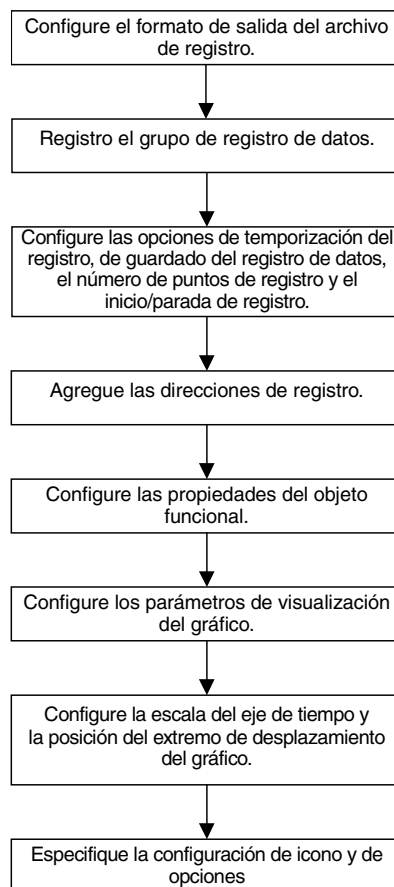 Configure el formato de salida del archivo
de registro.
Registro el grupo de registro de datos.
Configure las opciones de temporización del
registro, de guardado del registro de datos,
el número de puntos de registro y el
inicio/parada de registro.
Agregue las direcciones de registro.
Configure las propiedades del objeto
funcional.
Configure los parámetros de visualización
del gráfico.
Configure la escala del eje de tiempo y
la posición del extremo de desplazamiento
del gráfico.
Especifique la configuración de icono y de
opciones